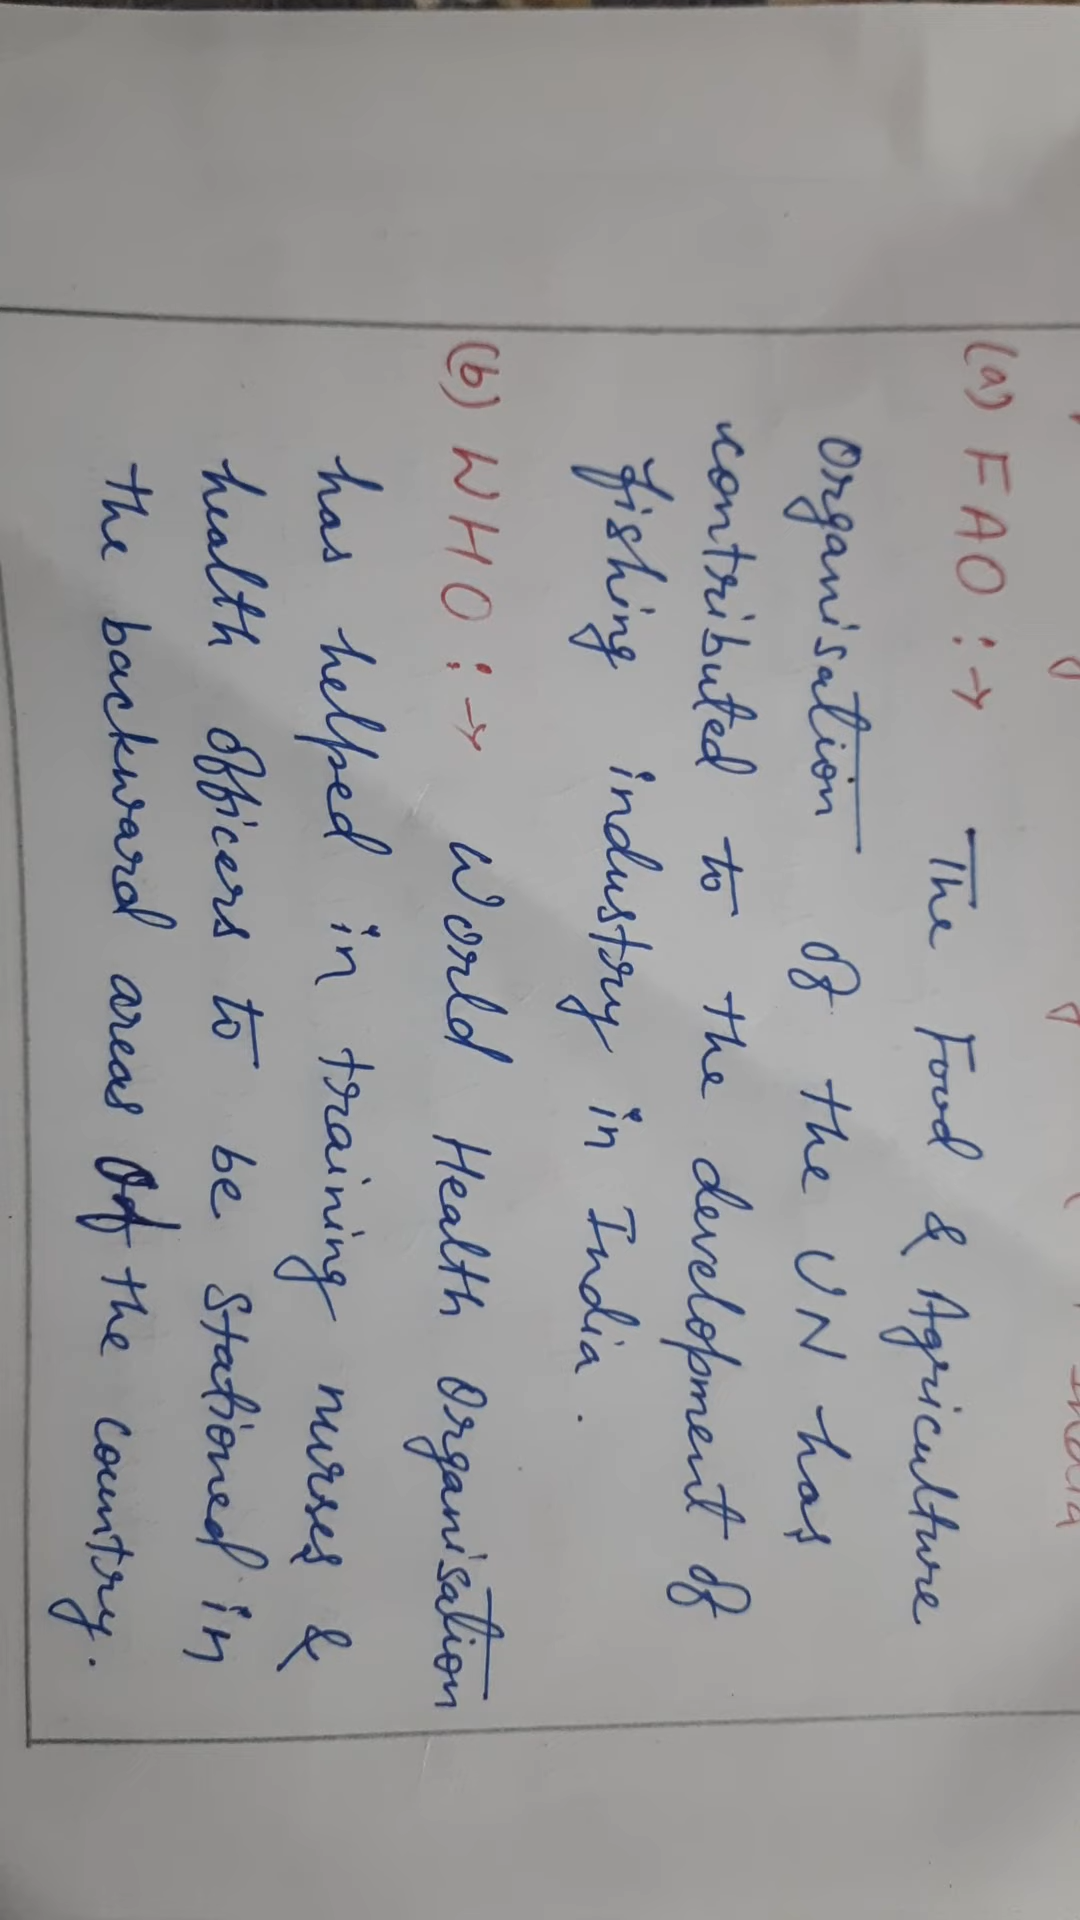 India
(a) FAO :→ The Food & Agriculture
Organisation of the UN has
contributed to the development of
fishing industry in India.
(b) WHO :→ World Health Organisation
has helped in training nurses &
health officers to be stationed in
the backward areas of the country.